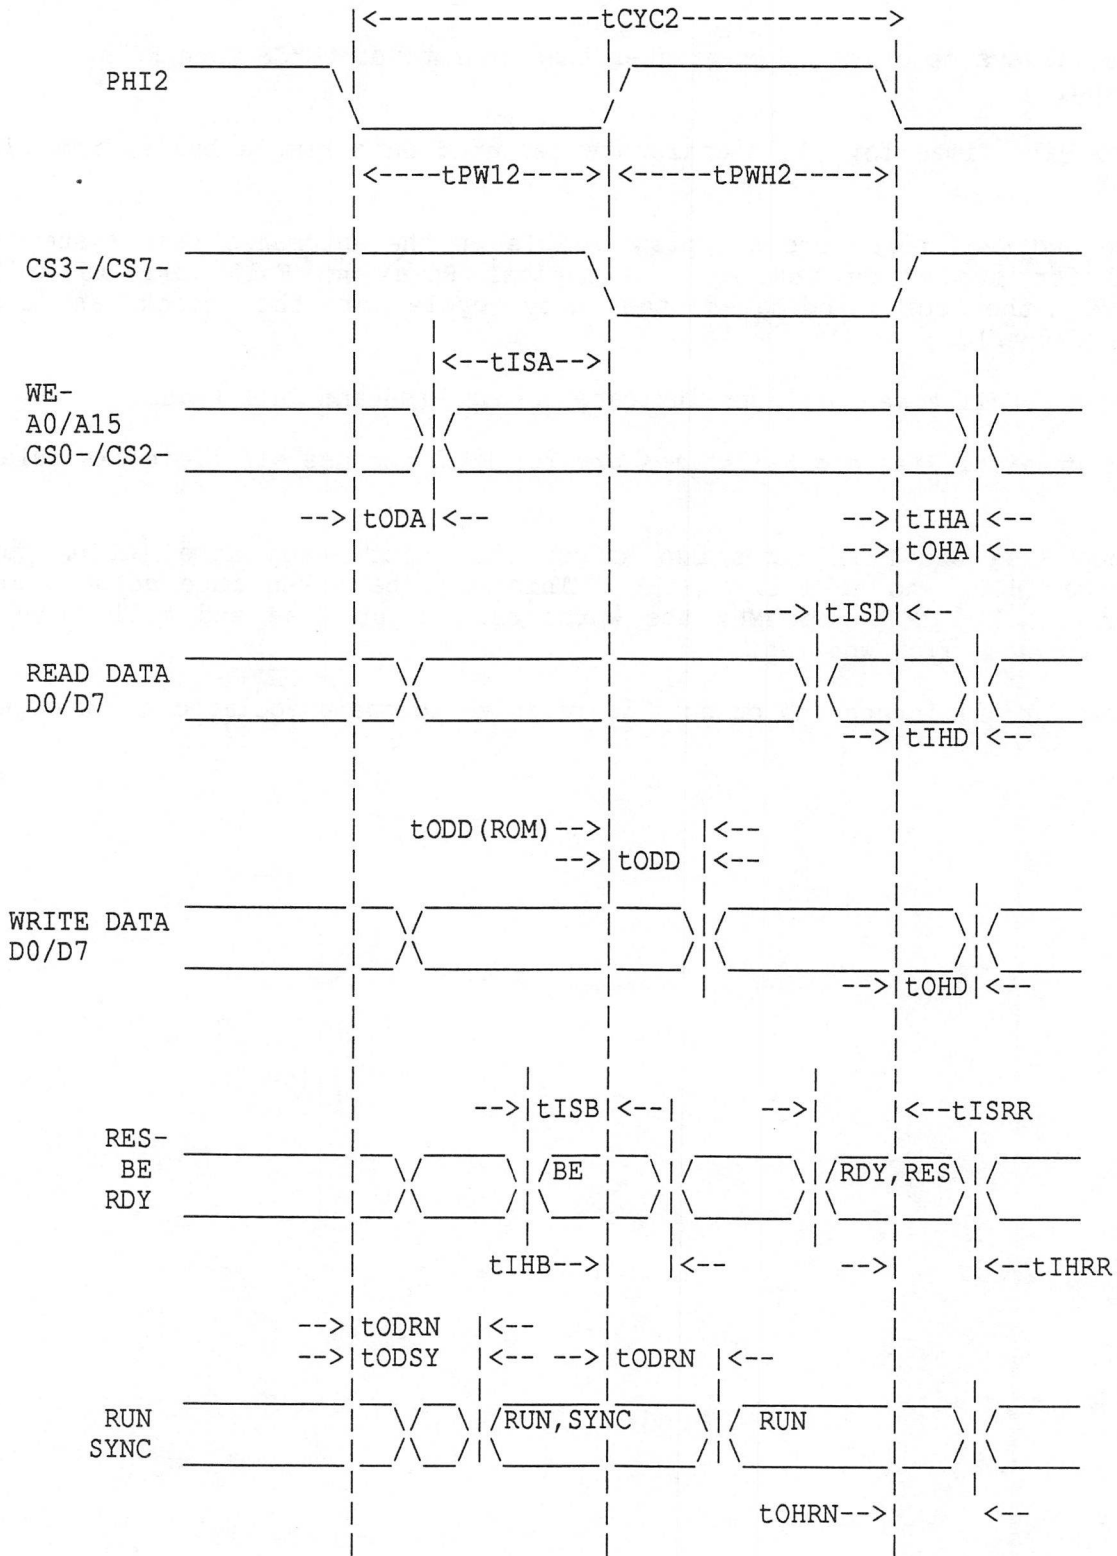 |<-------------tCYC2------------->|
PHI2
|<----tPW12---->|<-----tPWH2----->|
CS3-/CS7-
|<--tISA-->|
WE-
A0/A15
CS0-/CS2-
-->|tODA|<-- -->|tIHA|<--
-->|tOHA|<--
-->|tISD|<--
READ DATA
D0/D7
-->|tIHD|<--
tODD(ROM)-->| |<--
-->|tODD |<--
WRITE DATA
D0/D7
-->|tOHD|<--
-->|tISB|<-- -->| |<--tISRR
RES-
BE BE RDY,RES
RDY
tIHB-->| |<-- -->| |<--tIHRR
-->|tODRN |<--
-->|tODSY |<-- -->|tODRN |<--
RUN RUN,SYNC RUN
SYNC
tOHRN-->| <--